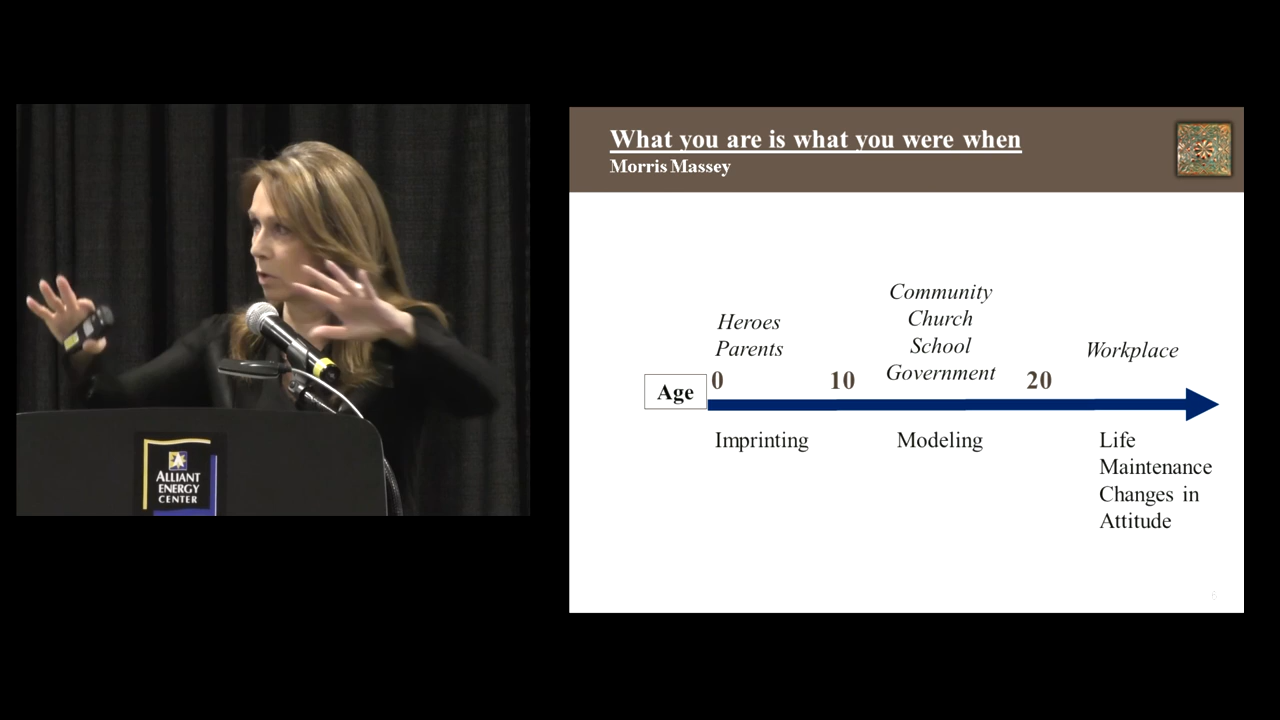 ALLIANT
ENERGY
CENTER
What you are is what you were when
Morris Massey
Heroes
Parents
Community
Church
School
Government
Workplace
Age
0
10
20
Imprinting
Modeling
Life
Maintenance
Changes in
Attitude
6